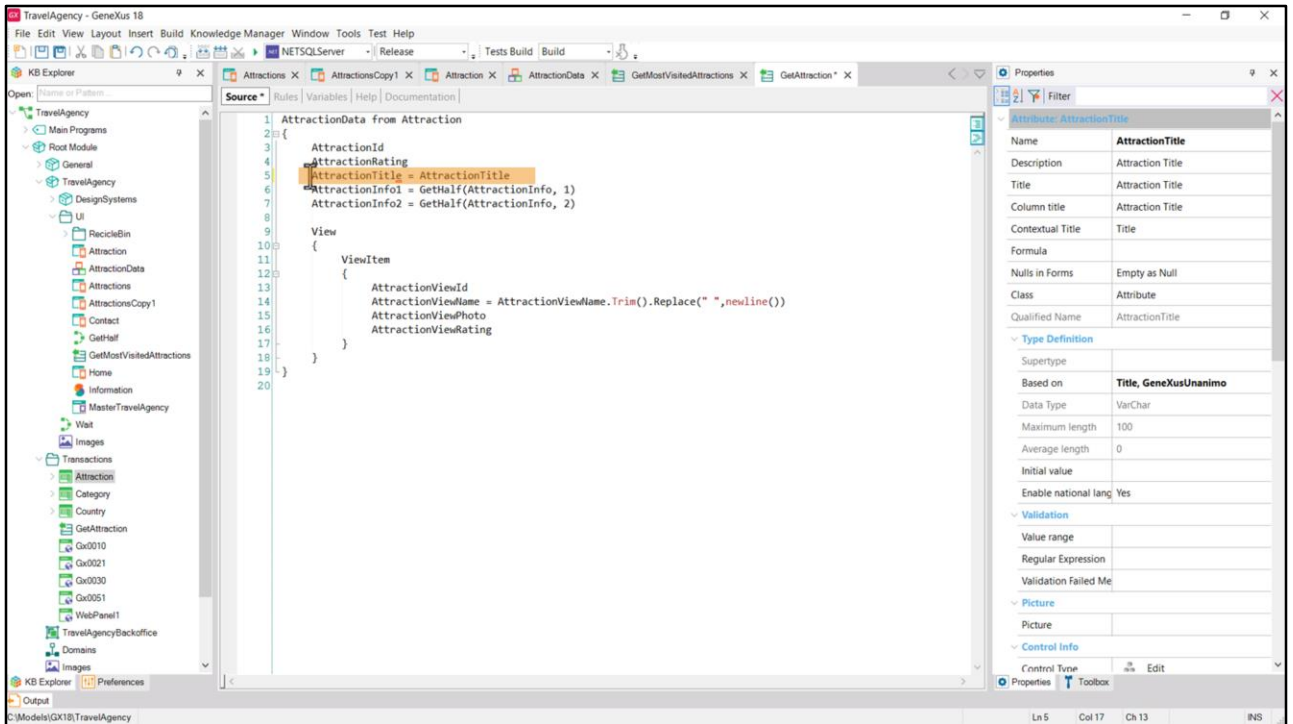 GX TravelAgency - GeneXus 18
File Edit View Layout Insert Build Knowledge Manager Window Tools Test Help
NETSQLServer Release Tests Build Build
KB Explorer
Open: Name or Pattern...
TravelAgency
Main Programs
Root Module
General
TravelAgency
DesignSystems
UI
RecicleBin
Attraction
AttractionData
Attractions
AttractionsCopy1
Contact
GetHalf
GetMostVisitedAttractions
Home
Information
MasterTravelAgency
Wait
Images
Transactions
Attraction
Category
Country
GetAttraction
Gx0010
Gx0021
Gx0030
Gx0051
WebPanel1
TravelAgencyBackoffice
Domains
Images
KB Explorer Preferences
Attractions X AttractionsCopy1 X Attraction X AttractionData X GetMostVisitedAttractions X GetAttraction* X
Source * Rules Variables Help Documentation
1 AttractionData from Attraction
2 {
3 AttractionId
4 AttractionRating
5 AttractionTitle = AttractionTitle
6 AttractionInfo1 = GetHalf(AttractionInfo, 1)
7 AttractionInfo2 = GetHalf(AttractionInfo, 2)
8
9 View
10 {
11 ViewItem
12 {
13 AttractionViewId
14 AttractionViewName = AttractionViewName.Trim().Replace(" ",newline())
15 AttractionViewPhoto
16 AttractionViewRating
17 }
18 }
19 }
20
Properties
Filter
Attribute: AttractionTitle
Name AttractionTitle
Description Attraction Title
Title Attraction Title
Column title Attraction Title
Contextual Title Title
Formula
Nulls in Forms Empty as Null
Class Attribute
Qualified Name AttractionTitle
Type Definition
Supertype
Based on Title, GeneXusUnanimo
Data Type VarChar
Maximum length 100
Average length 0
Initial value
Enable national lang Yes
Validation
Value range
Regular Expression
Validation Failed Me
Picture
Picture
Control Info
Control Type Edit
Properties Toolbox
Output
C:\Models\GX18\TravelAgency Ln 5 Col 17 Ch 13 INS